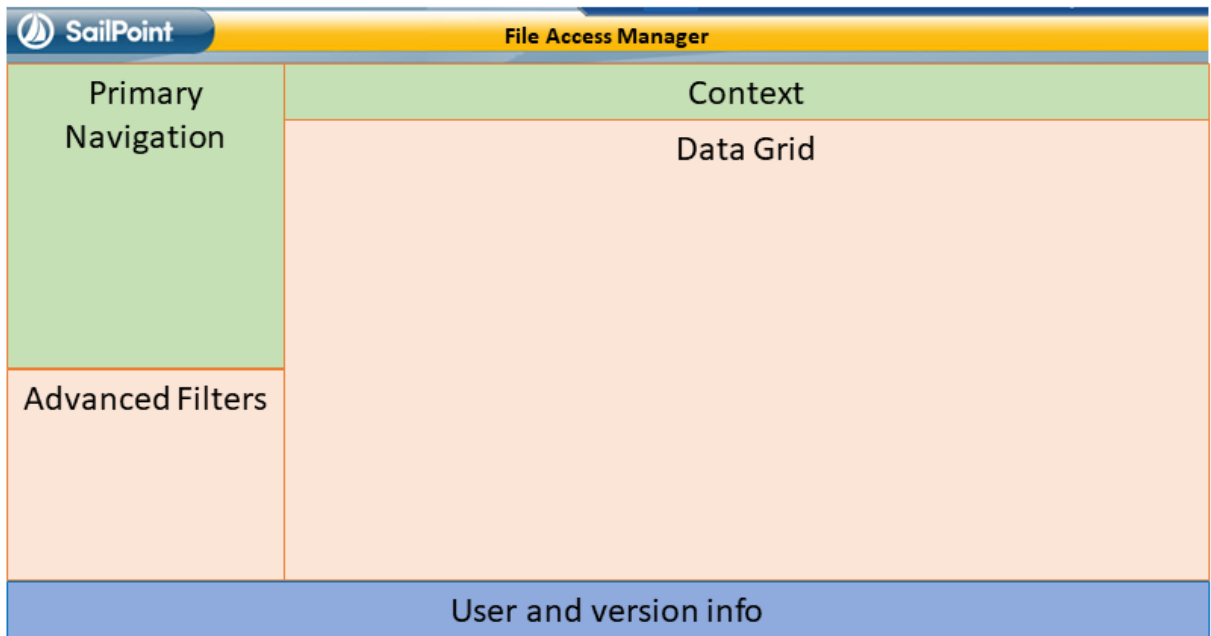 SailPoint
File Access Manager
Primary
Navigation
Context
Data Grid
Advanced Filters
User and version info